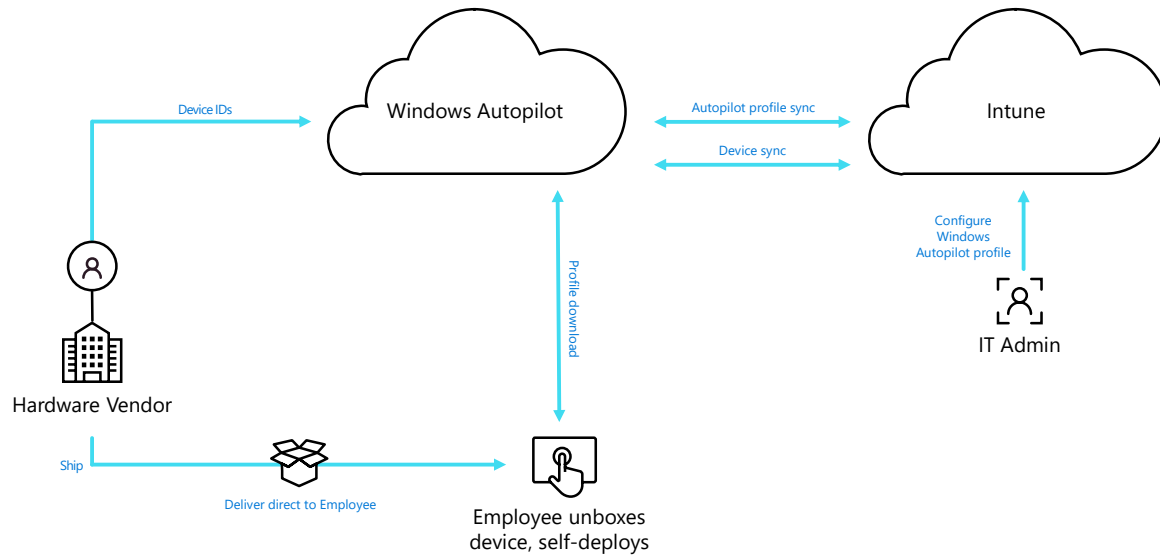 Device IDs
Windows Autopilot
Autopilot profile sync
Device sync
Intune
Configure
Windows
Autopilot profile
IT Admin
Profile download
Hardware Vendor
Ship
Deliver direct to Employee
Employee unboxes
device, self-deploys